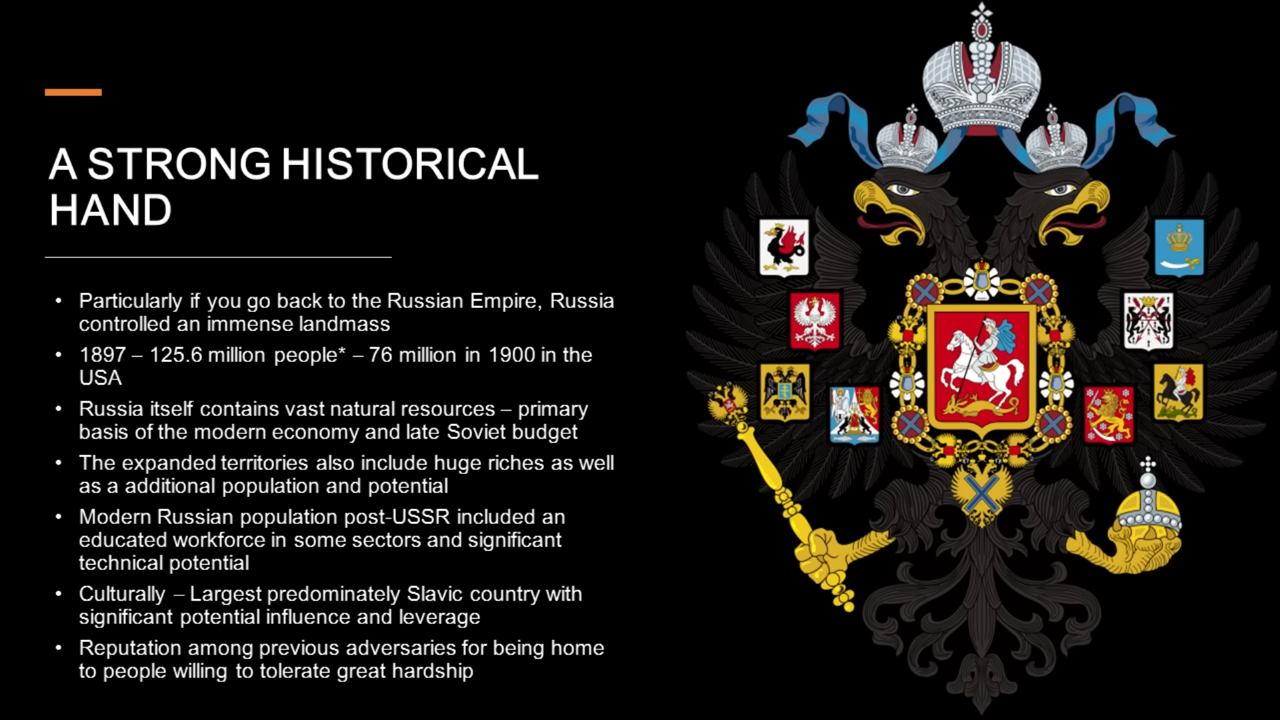 A STRONG HISTORICAL
HAND
• Particularly if you go back to the Russian Empire, Russia
controlled an immense landmass
• 1897 – 125.6 million people* – 76 million in 1900 in the
USA
• Russia itself contains vast natural resources – primary
basis of the modern economy and late Soviet budget
• The expanded territories also include huge riches as well
as a additional population and potential
• Modern Russian population post-USSR included an
educated workforce in some sectors and significant
technical potential
• Culturally – Largest predominately Slavic country with
significant potential influence and leverage
• Reputation among previous adversaries for being home
to people willing to tolerate great hardship